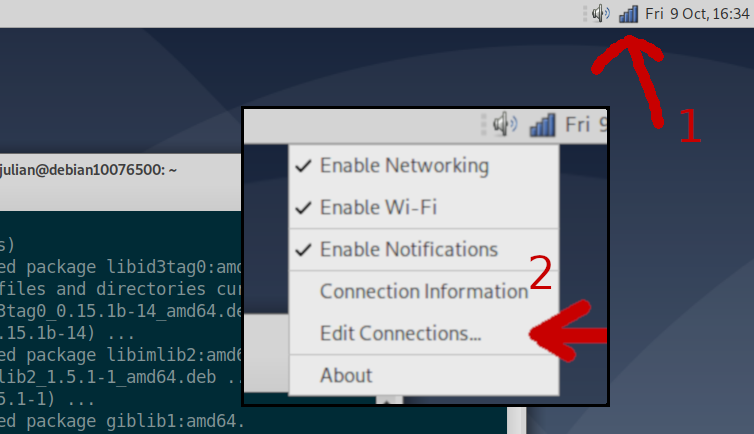 Fri 9 Oct, 16:34
1
julian@debian10076500: ~
s)
ed package libid3tag0:amd
files and directories cur
3tag0_0.15.1b-14_amd64.de
.15.1b-14) ...
ed package libimlib2:amd6
lib2_1.5.1-1_amd64.deb ..
5.1-1) ...
ed package giblib1:amd64.
Fri 9
Enable Networking
Enable Wi-Fi
Enable Notifications
2
Connection Information
Edit Connections...
About